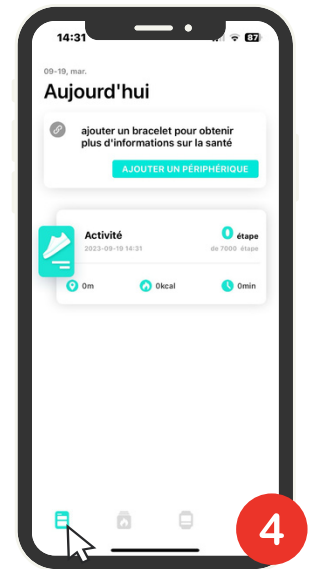 14:31
87
09-19, mar.
Aujourd'hui
ajouter un bracelet pour obtenir
plus d'informations sur la santé
AJOUTER UN PÉRIPHÉRIQUE
Activité
0 étape
2023-09-19 14:31
de 7000 étape
0m
0kcal
0min
4